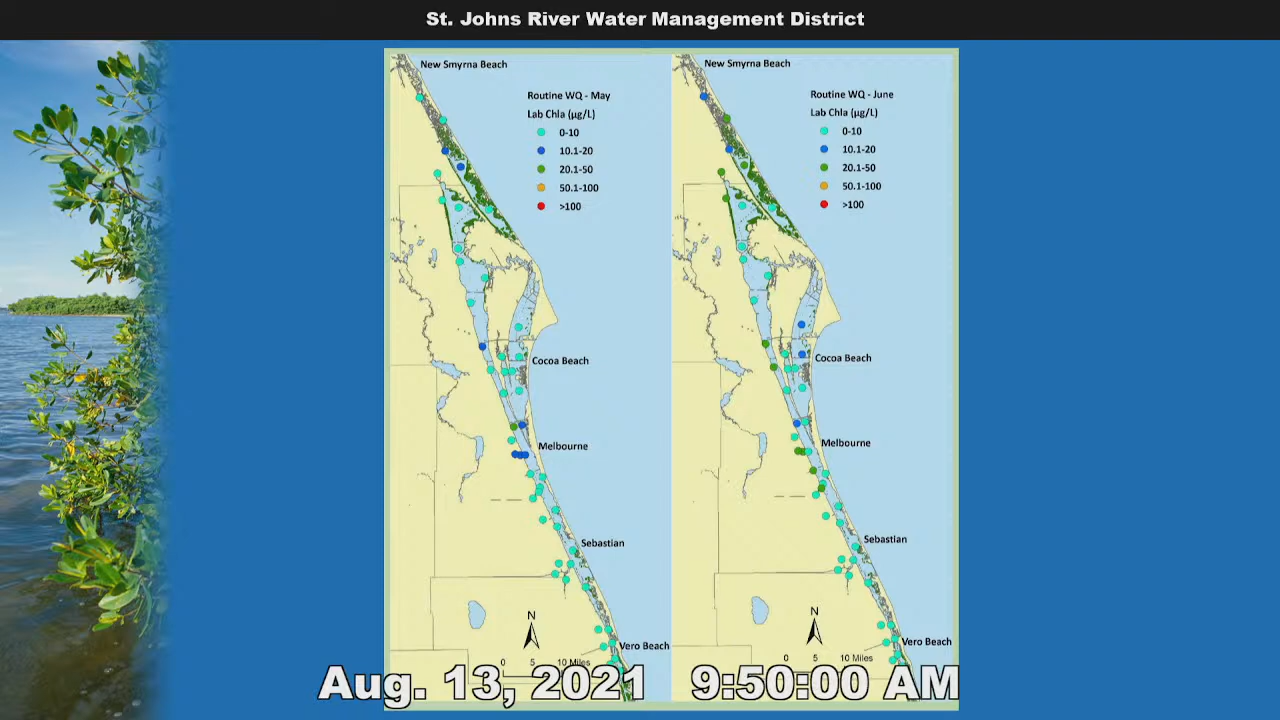 St. Johns River Water Management District
New Smyrna Beach
Routine WQ - May
Lab Chla (µg/L)
0-10
10.1-20
20.1-50
50.1-100
>100
Cocoa Beach
Melbourne
Sebastian
N
Vero Beach
0 5 10 Miles
New Smyrna Beach
Routine WQ - June
Lab Chla (µg/L)
0-10
10.1-20
20.1-50
50.1-100
>100
Cocoa Beach
Melbourne
Sebastian
N
Vero Beach
0 5 10 Miles
Aug. 13, 2021 9:50:00 AM